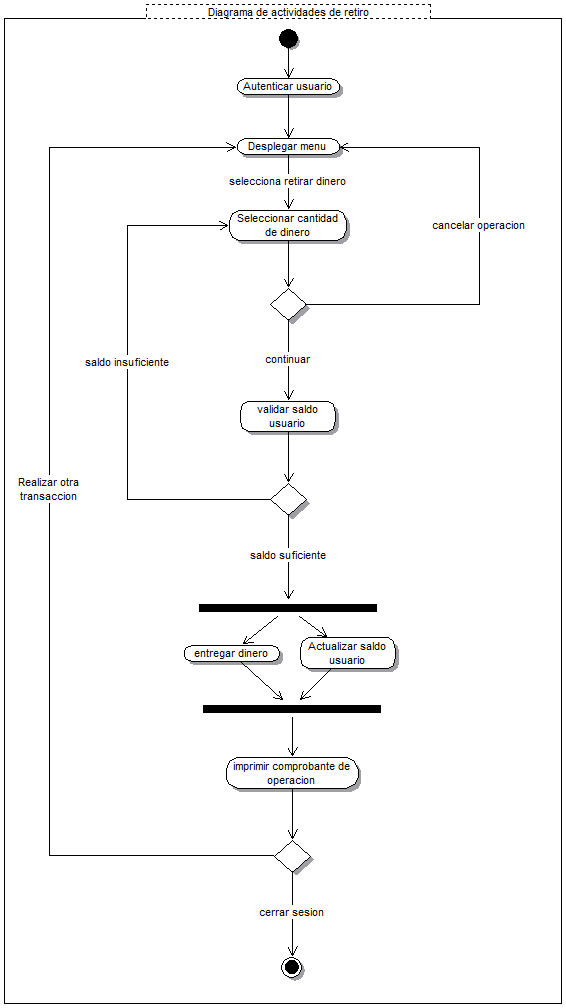 Diagrama de actividades de retiro
Autenticar usuario
Desplegar menu
selecciona retirar dinero
Seleccionar cantidad
de dinero
cancelar operacion
continuar
saldo insuficiente
validar saldo
usuario
Realizar otra
transaccion
saldo suficiente
entregar dinero
Actualizar saldo
usuario
imprimir comprobante de
operacion
cerrar sesion